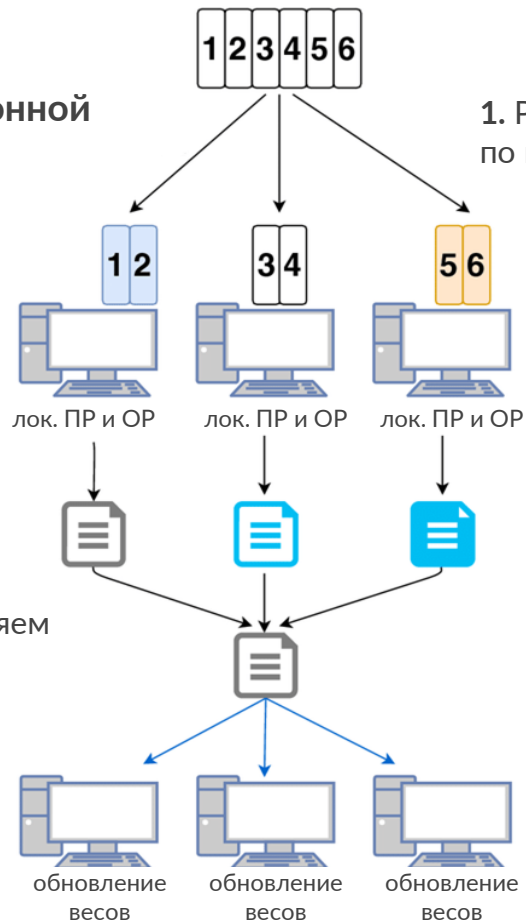 1 2 3 4 5 6
онной
1. Р
по
1 2
3 4
5 6
лок. ПР и ОР
лок. ПР и ОР
лок. ПР и ОР
яем
обновление
весов
обновление
весов
обновление
весов